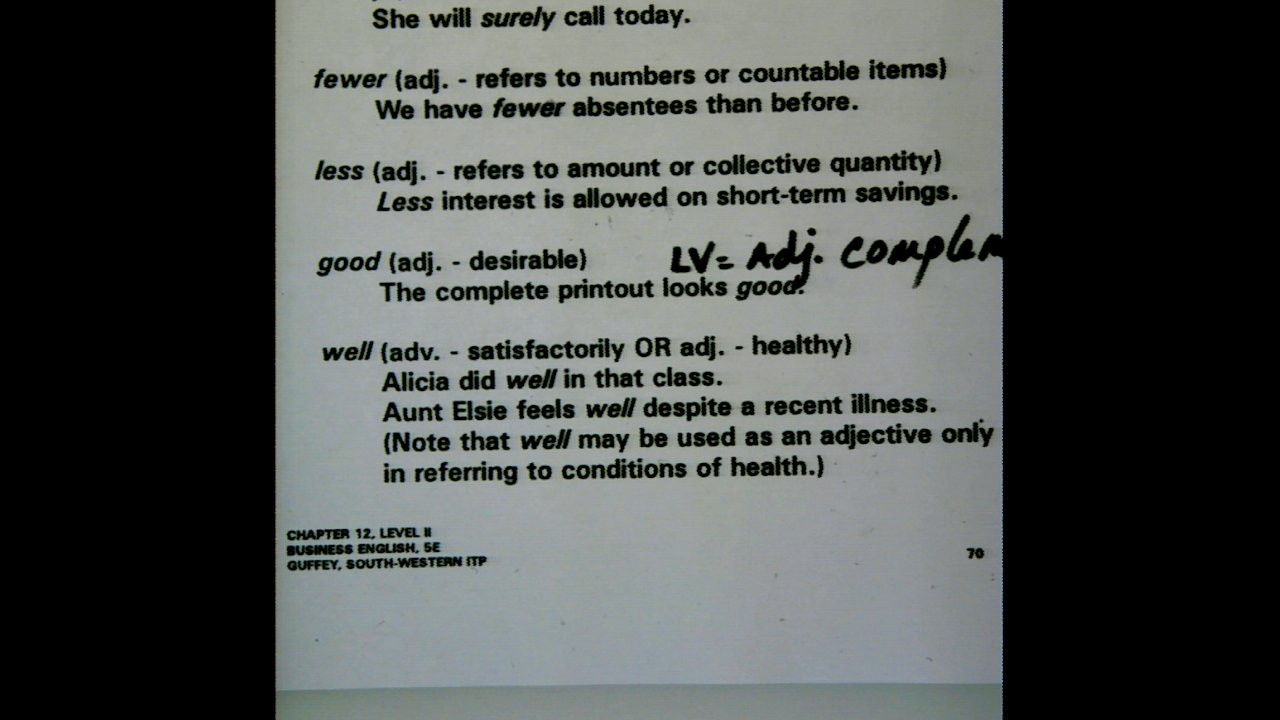 She will surely call today.
fewer (adj. - refers to numbers or countable items)
We have fewer absentees than before.
less (adj. - refers to amount or collective quantity)
Less interest is allowed on short-term savings.
good (adj. - desirable) LV= Adj. complem
The complete printout looks good.
well (adv. - satisfactorily OR adj. - healthy)
Alicia did well in that class.
Aunt Elsie feels well despite a recent illness.
(Note that well may be used as an adjective only
in referring to conditions of health.)
CHAPTER 12, LEVEL II
BUSINESS ENGLISH, 5E
GUFFEY, SOUTH-WESTERN ITP
70